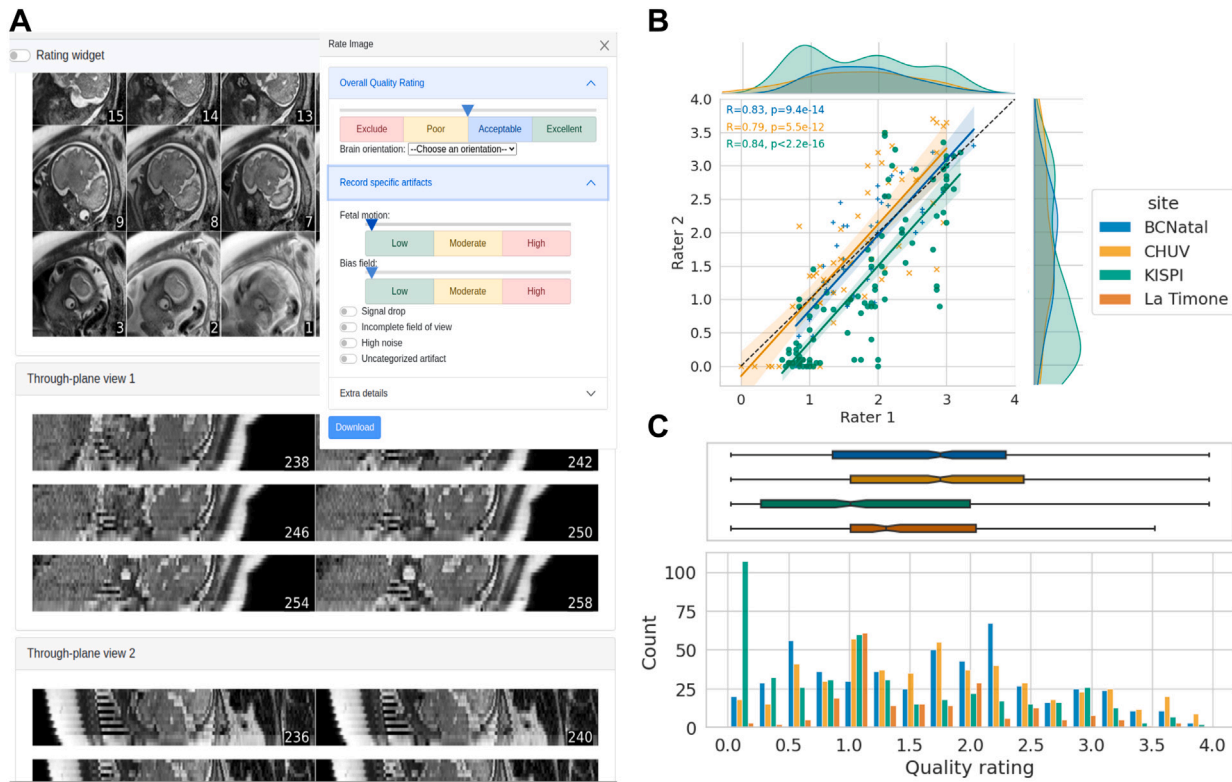 A
Rating widget
15
14
13
9
8
7
3
2
1
Rate Image
Overall Quality Rating
Exclude
Poor
Acceptable
Excellent
Brain orientation: --Choose an orientation--
Record specific artifacts
Fetal motion:
Low
Moderate
High
Bias field:
Low
Moderate
High
Signal drop
Incomplete field of view
High noise
Uncategorized artifact
Extra details
Download
Through-plane view 1
238
242
246
250
254
258
Through-plane view 2
236
240
B
R=0.83, p=9.4e-14
R=0.79, p=5.5e-12
R=0.84, p<2.2e-16
4.0
3.5
3.0
2.5
2.0
1.5
1.0
0.5
0.0
Rater 2
0
1
2
3
4
Rater 1
site
BCNatal
CHUV
KISPI
La Timone
C
100
75
50
25
0
Count
0.0
0.5
1.0
1.5
2.0
2.5
3.0
3.5
4.0
Quality rating